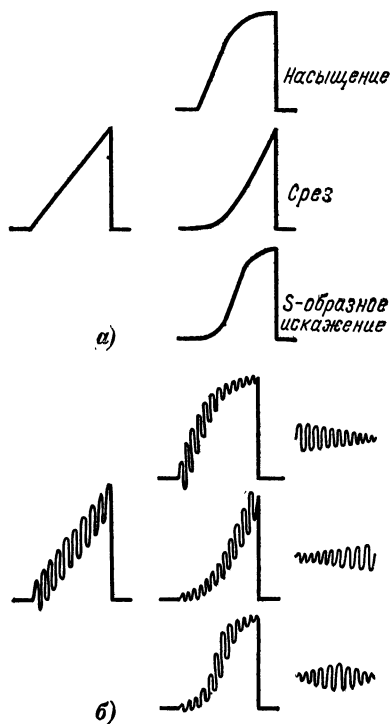 Насыщение
Срез
S-образное
искажение
а)
б)